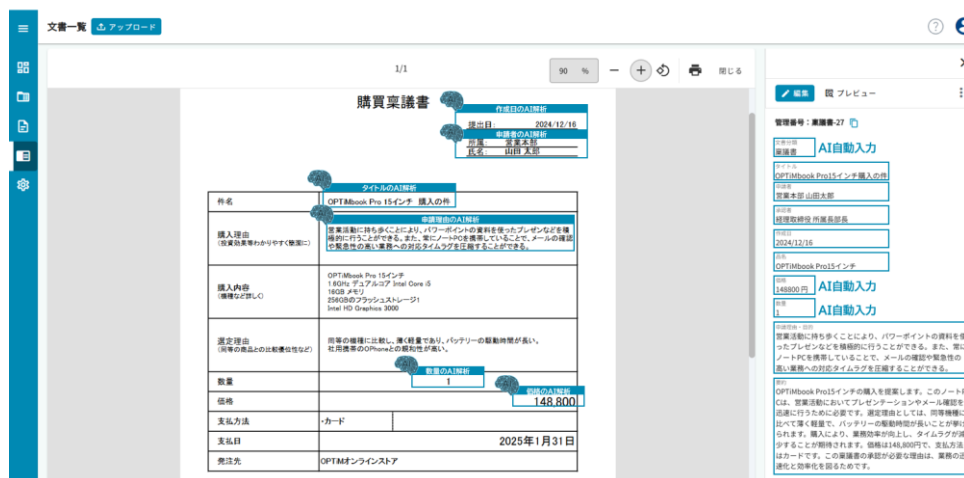 文書一覧 アップロード
1/1
90 %
閉じる
購買稟議書
作成日のAI解析
提出日: 2024/12/16
申請者のAI解析
所属: 営業本部
氏名: 山田 太郎
タイトルのAI解析
件名 OPTiMbook Pro 15インチ 購入の件
申請理由のAI解析
購入理由
(投資効果等わかりやすく簡潔に)
営業活動に持ち歩くことにより、パワーポイントの資料を使ったプレゼンなどを積
極的に行うことができる。また、常にノートPCを携帯していることで、メールの確認
や緊急性の高い業務への対応タイムラグを圧縮することができる。
購入内容
(機種など詳しく)
OPTiMbook Pro 15インチ
1.6GHz デュアルコア Intel Core i5
16GB メモリ
256GBのフラッシュストレージ1
Intel HD Graphics 3000
選定理由
(同等の商品との比較優位性など)
同等の機種に比較し、薄く軽量であり、バッテリーの駆動時間が長い。
社用携帯のOPhoneとの親和性が高い。
数量のAI解析
数量 1
価格のAI解析
価格 148,800
支払方法 ・カード
支払日 2025年1月31日
発注先 OPTiMオンラインストア
編集 プレビュー
管理番号:稟議書-27
文書分類
稟議書 AI自動入力
タイトル
OPTiMbook Pro15インチ購入の件
申請者
営業本部 山田太郎
承認者
経理取締役 所属長部長
作成日
2024/12/16
品名
OPTiMbook Pro15インチ
価格
148800 円 AI自動入力
数量
1 AI自動入力
申請理由・目的
営業活動に持ち歩くことにより、パワーポイントの資料を使
ったプレゼンなどを積極的に行うことができる。また、常に
ノートPCを携帯していることで、メールの確認や緊急性の
高い業務への対応タイムラグを圧縮することができる。
要約
OPTiMbook Pro15インチの購入を提案します。このノートP
Cは、営業活動においてプレゼンテーションやメール確認を
迅速に行うために必要です。選定理由としては、同等機種に
比べて薄く軽量で、バッテリーの駆動時間が長いことが挙げ
られます。購入により、業務効率が向上し、タイムラグが減
少することが期待されます。価格は148,800円で、支払方法
はカードです。この稟議書の承認が必要な理由は、業務の迅
速化と効率化を図るためです。